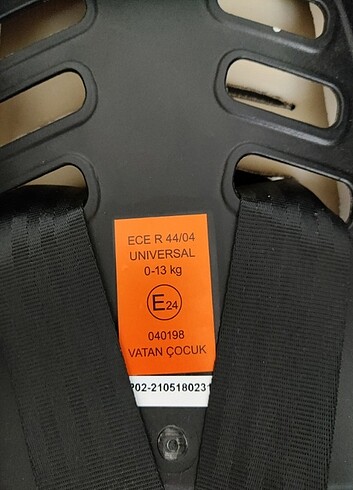 ECE R 44/04
UNIVERSAL
0-13 kg
E24
040198
VATAN ÇOCUK
202-2105180231